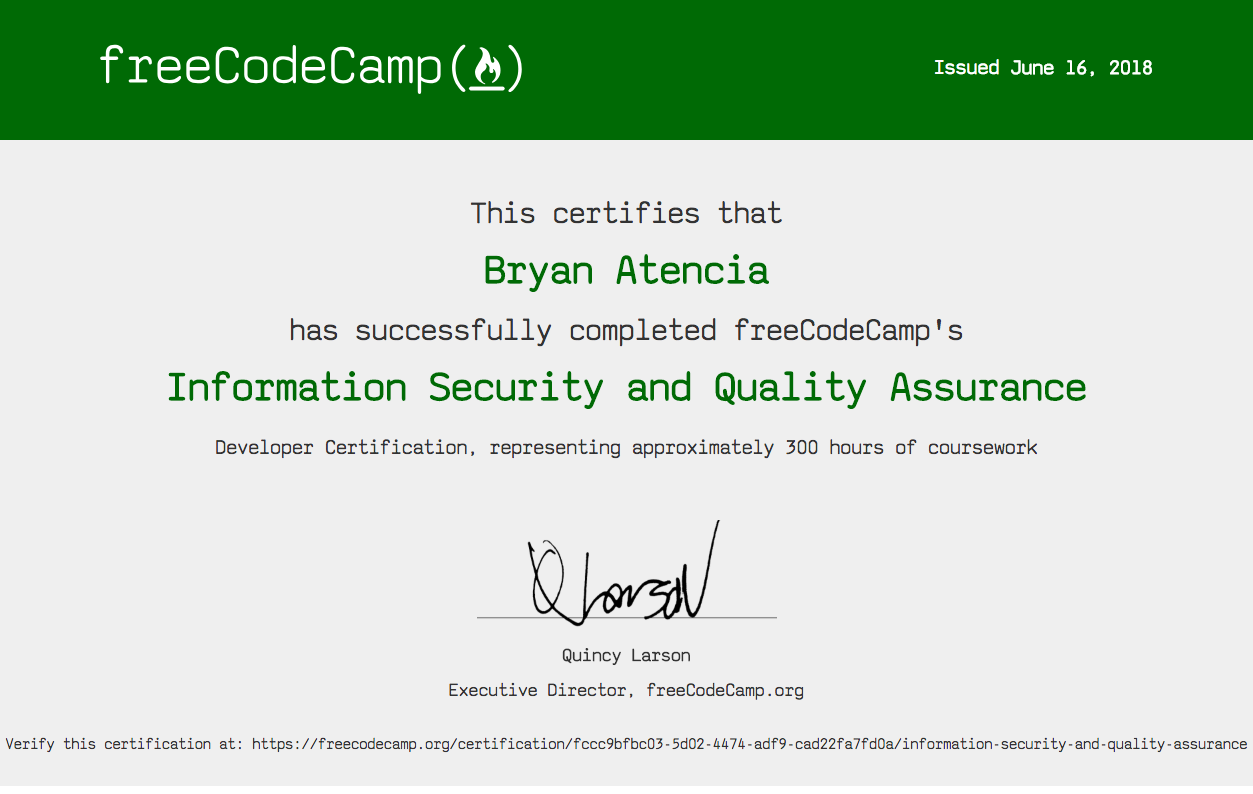 freeCodeCamp()
Issued June 16, 2018
This certifies that
Bryan Atencia
has successfully completed freeCodeCamp's
Information Security and Quality Assurance
Developer Certification, representing approximately 300 hours of coursework
Q Larson
Quincy Larson
Executive Director, freeCodeCamp.org
Verify this certification at: https://freecodecamp.org/certification/fccc9bfbc03-5d02-4474-adf9-cad22fa7fd0a/information-security-and-quality-assurance